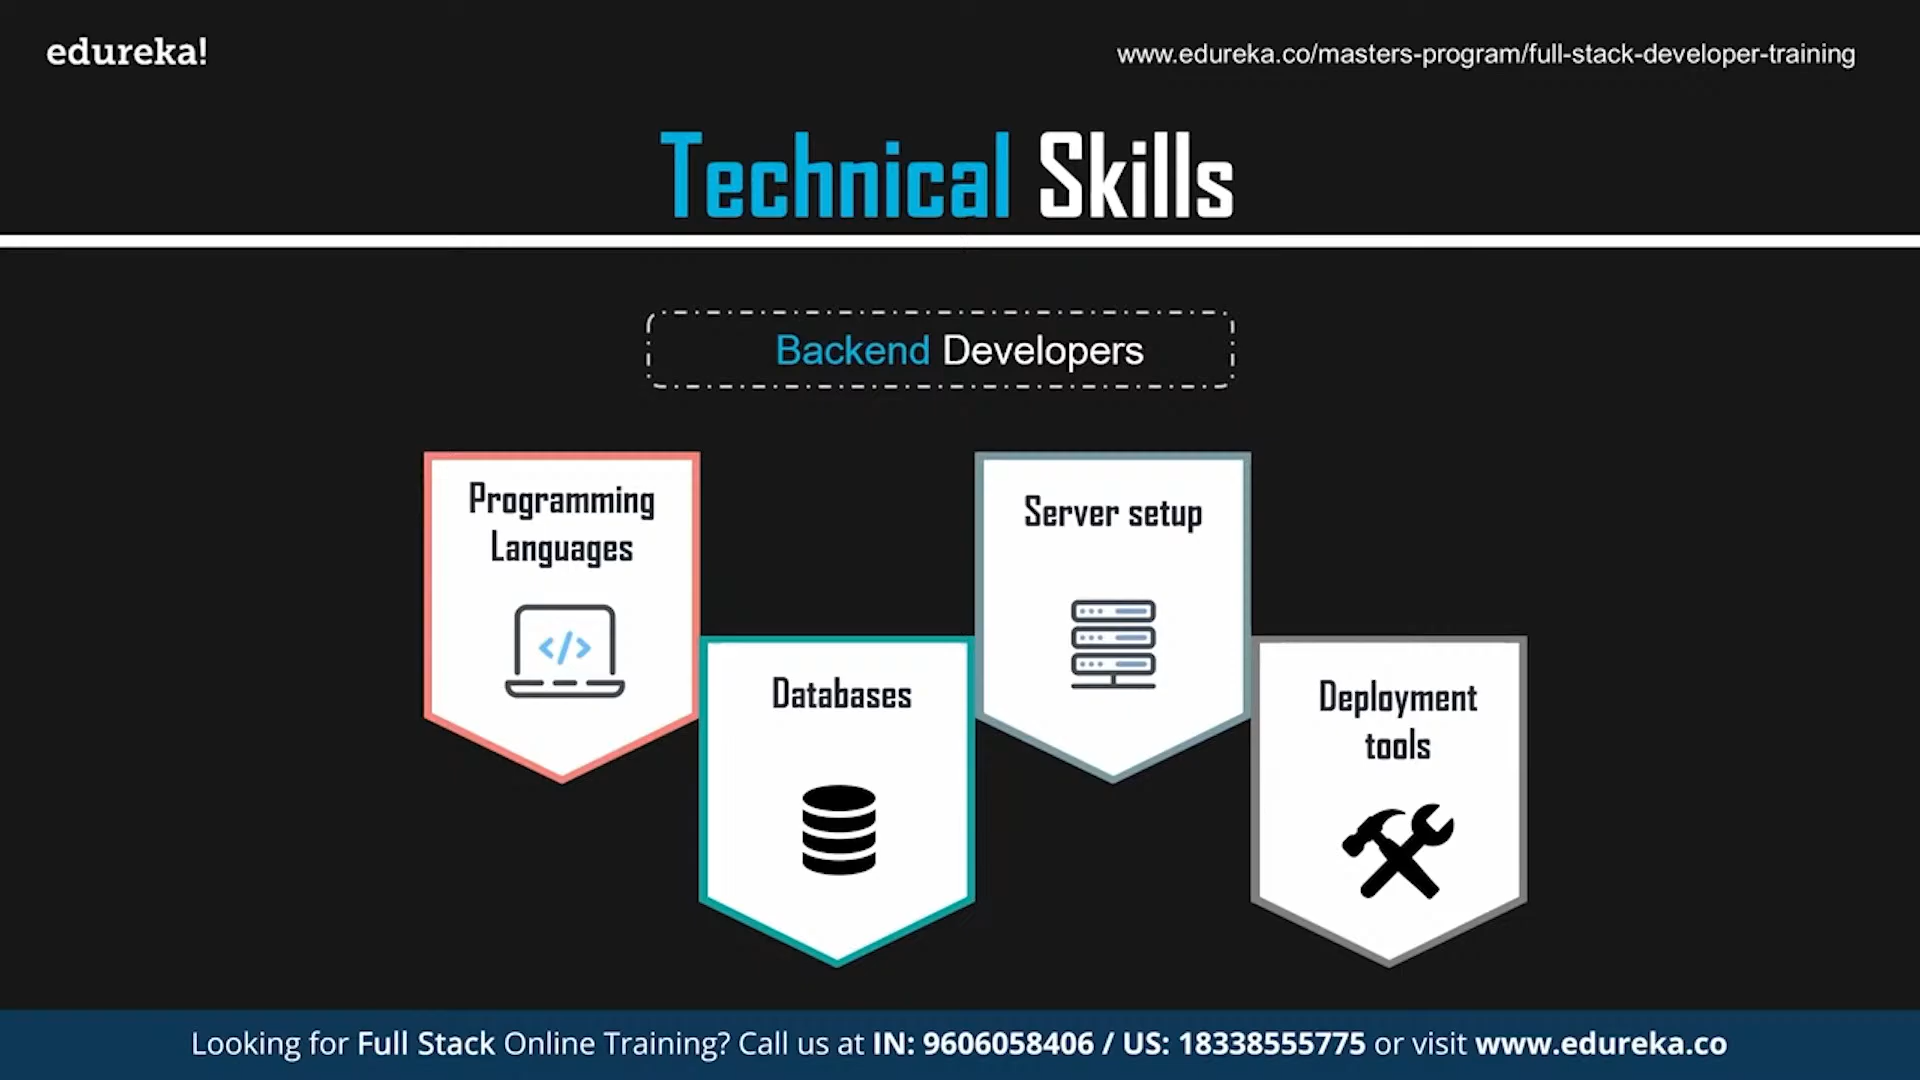 edureka!
www.edureka.co/masters-program/full-stack-developer-training
Technical Skills
Backend Developers
Programming
Languages
</>
Databases
Server setup
Deployment
tools
Looking for Full Stack Online Training? Call us at IN: 9606058406 / US: 18338555775 or visit www.edureka.co